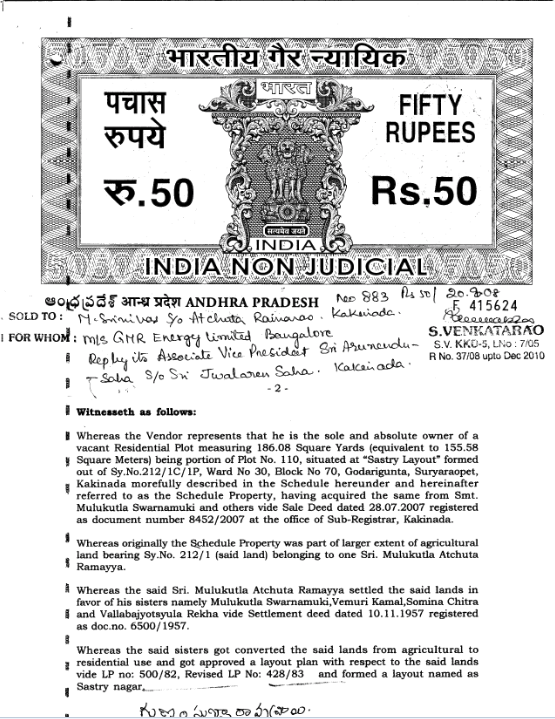 भारतीय गैर न्यायिक
भारत
पचास
रुपये
रु.50
FIFTY
RUPEES
Rs.50
सत्यमेव जयते
INDIA
INDIA NON JUDICIAL
ఆంధ్రప్రదేశ్ आन्ध्र प्रदेश ANDHRA PRADESH
No 883 Rs 50/ 20.8.08
415624
SOLD TO : M. Srinivas S/o Atchuta Ramarao. Kakinada.
FOR WHOM : M/s GMR Energy Limited Bangalore
Rep by its Associate Vice President Sri Arunendu
Saha S/o Sri Jwalaren Saha. Kakinada.
S.VENKATARAO
S.V. KKD-5, LNo : 7/05
R No. 37/08 upto Dec 2010
- 2 -
Witnesseth as follows:
Whereas the Vendor represents that he is the sole and absolute owner of a
vacant Residential Plot measuring 186.08 Square Yards (equivalent to 155.58
Square Meters) being portion of Plot No. 110, situated at "Sastry Layout" formed
out of Sy.No.212/1C/1P, Ward No 30, Block No 70, Godarigunta, Suryaraopet,
Kakinada morefully described in the Schedule hereunder and hereinafter
referred to as the Schedule Property, having acquired the same from Smt.
Mulukutla Swarnamuki and others vide Sale Deed dated 28.07.2007 registered
as document number 8452/2007 at the office of Sub-Registrar, Kakinada.
Whereas originally the Schedule Property was part of larger extent of agricultural
land bearing Sy.No. 212/1 (said land) belonging to one Sri. Mulukutla Atchuta
Ramayya.
Whereas the said Sri. Mulukutla Atchuta Ramayya settled the said lands in
favor of his sisters namely Mulukutla Swarnamuki,Vemuri Kamal,Somina Chitra
and Vallabajyotsyula Rekha vide Settlement deed dated 10.11.1957 registered
as doc.no. 6500/1957.
Whereas the said sisters got converted the said lands from agricultural to
residential use and got approved a layout plan with respect to the said lands
vide LP no: 500/82, Revised LP No: 428/83 and formed a layout named as
Sastry nagar.